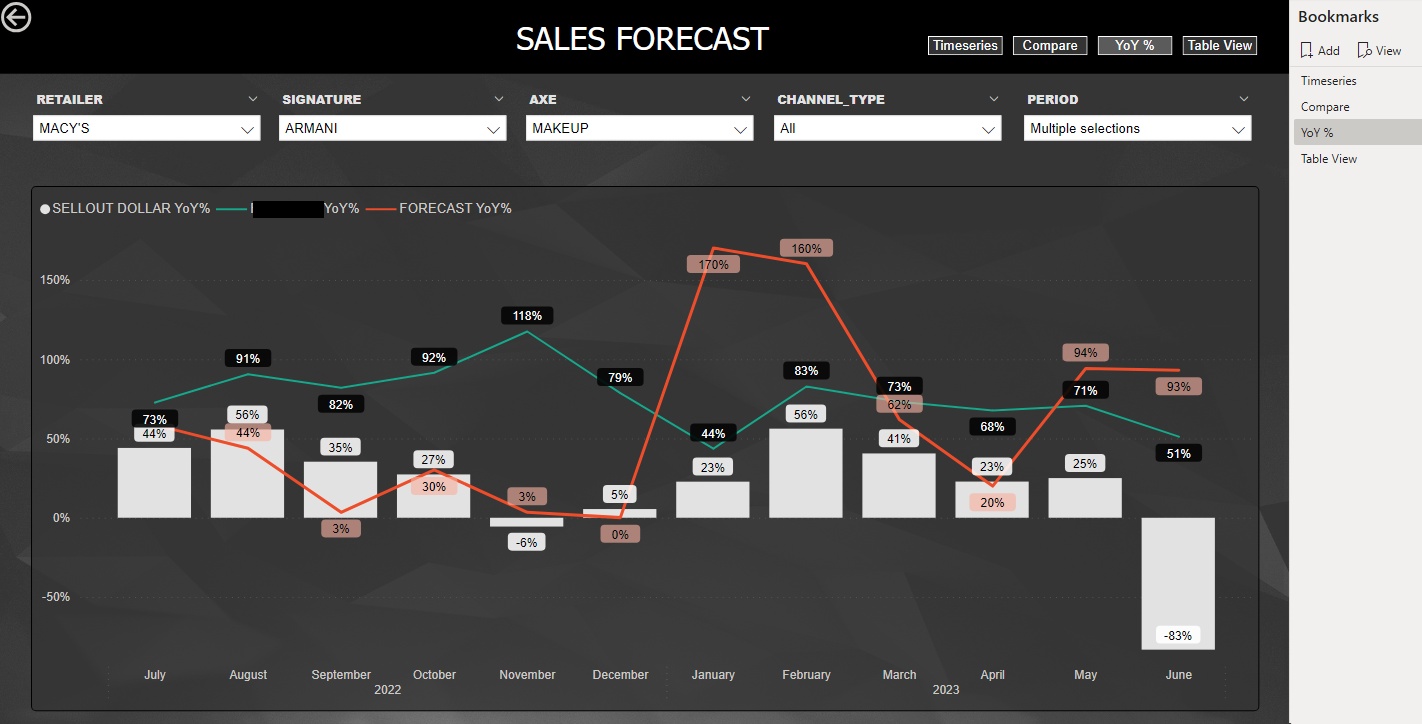 SALES FORECAST
Timeseries Compare YoY % Table View
Bookmarks
Add View
Timeseries
Compare
YoY %
Table View
RETAILER SIGNATURE AXE CHANNEL_TYPE PERIOD
MACY'S ARMANI MAKEUP All Multiple selections
SELLOUT DOLLAR YoY% YoY% FORECAST YoY%
170% 160%
150%
118%
100% 91% 92% 94%
82% 79% 83% 73% 71% 93%
73% 56% 62%
50% 44% 44% 35% 27% 44% 56% 41% 68% 51%
30% 3% 5% 23% 23% 25%
0% 3% -6% 0% 20%
-50%
-83%
July August September October November December January February March April May June
2022 2023